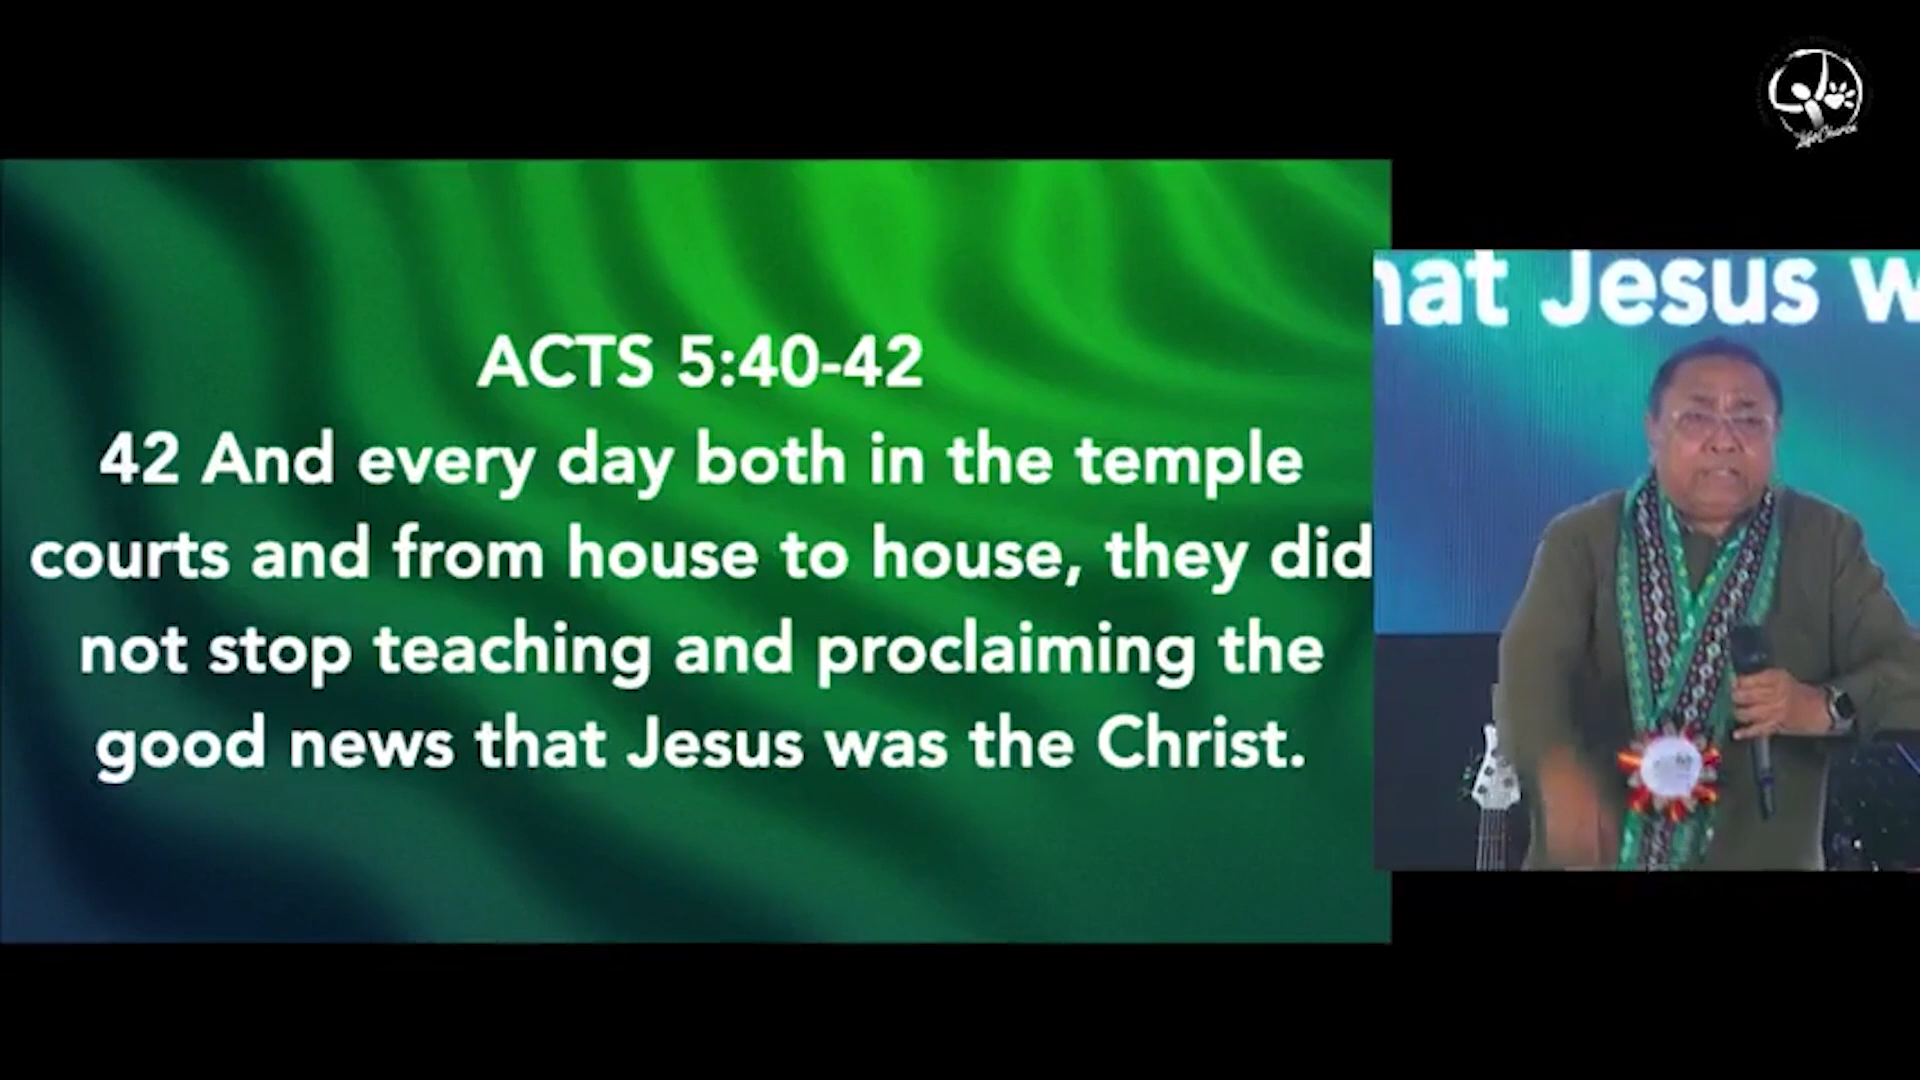 ACTS 5:40-42
42 And every day both in the temple
courts and from house to house, they did
not stop teaching and proclaiming the
good news that Jesus was the Christ.
hat Jesus w